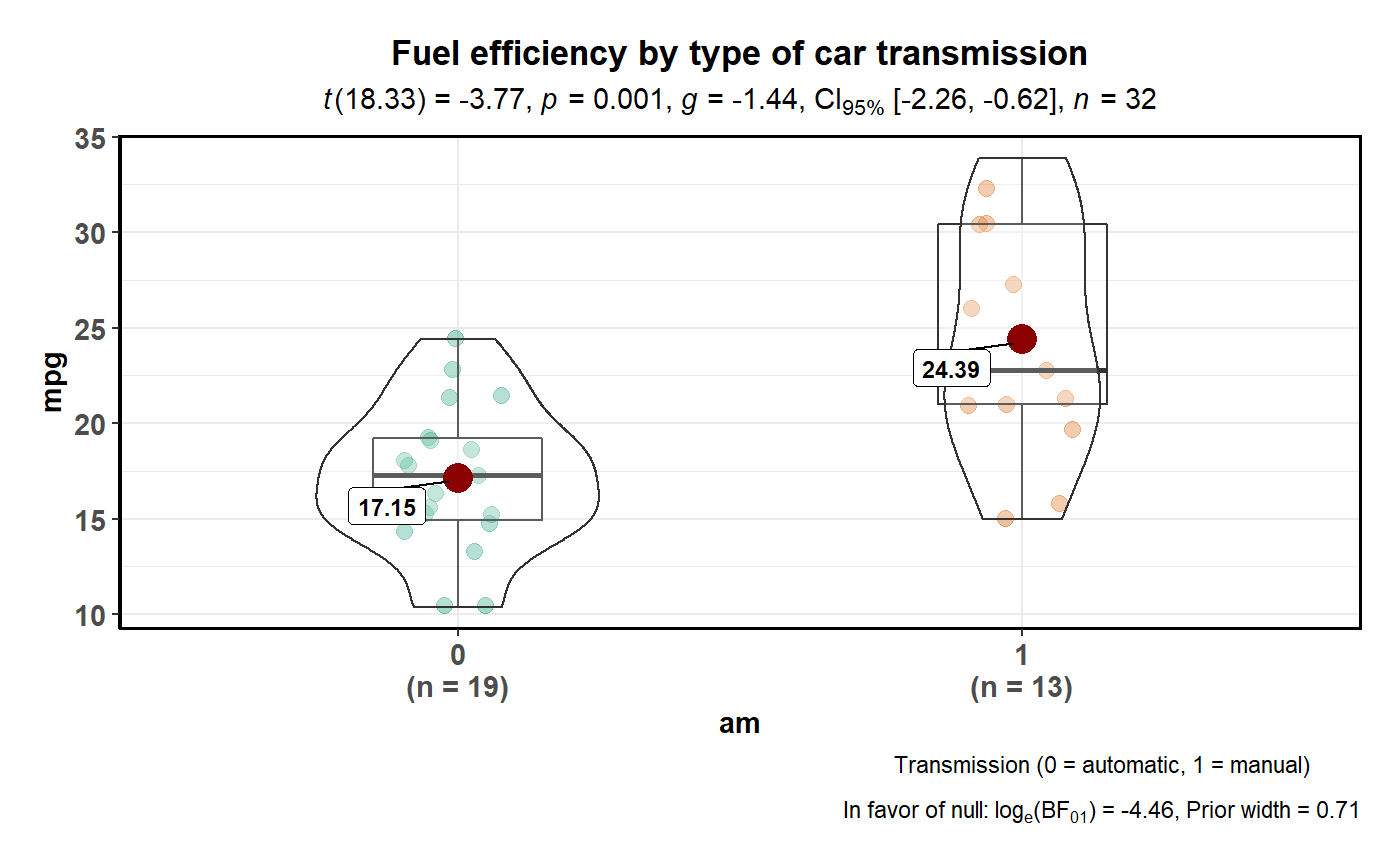 Fuel efficiency by type of car transmission
t(18.33) = -3.77, p = 0.001, g = -1.44, CI95% [-2.26, -0.62], n = 32
35
30
25
20
15
10
mpg
17.15
24.39
0
(n = 19)
1
(n = 13)
am
Transmission (0 = automatic, 1 = manual)
In favor of null: loge(BF01) = -4.46, Prior width = 0.71